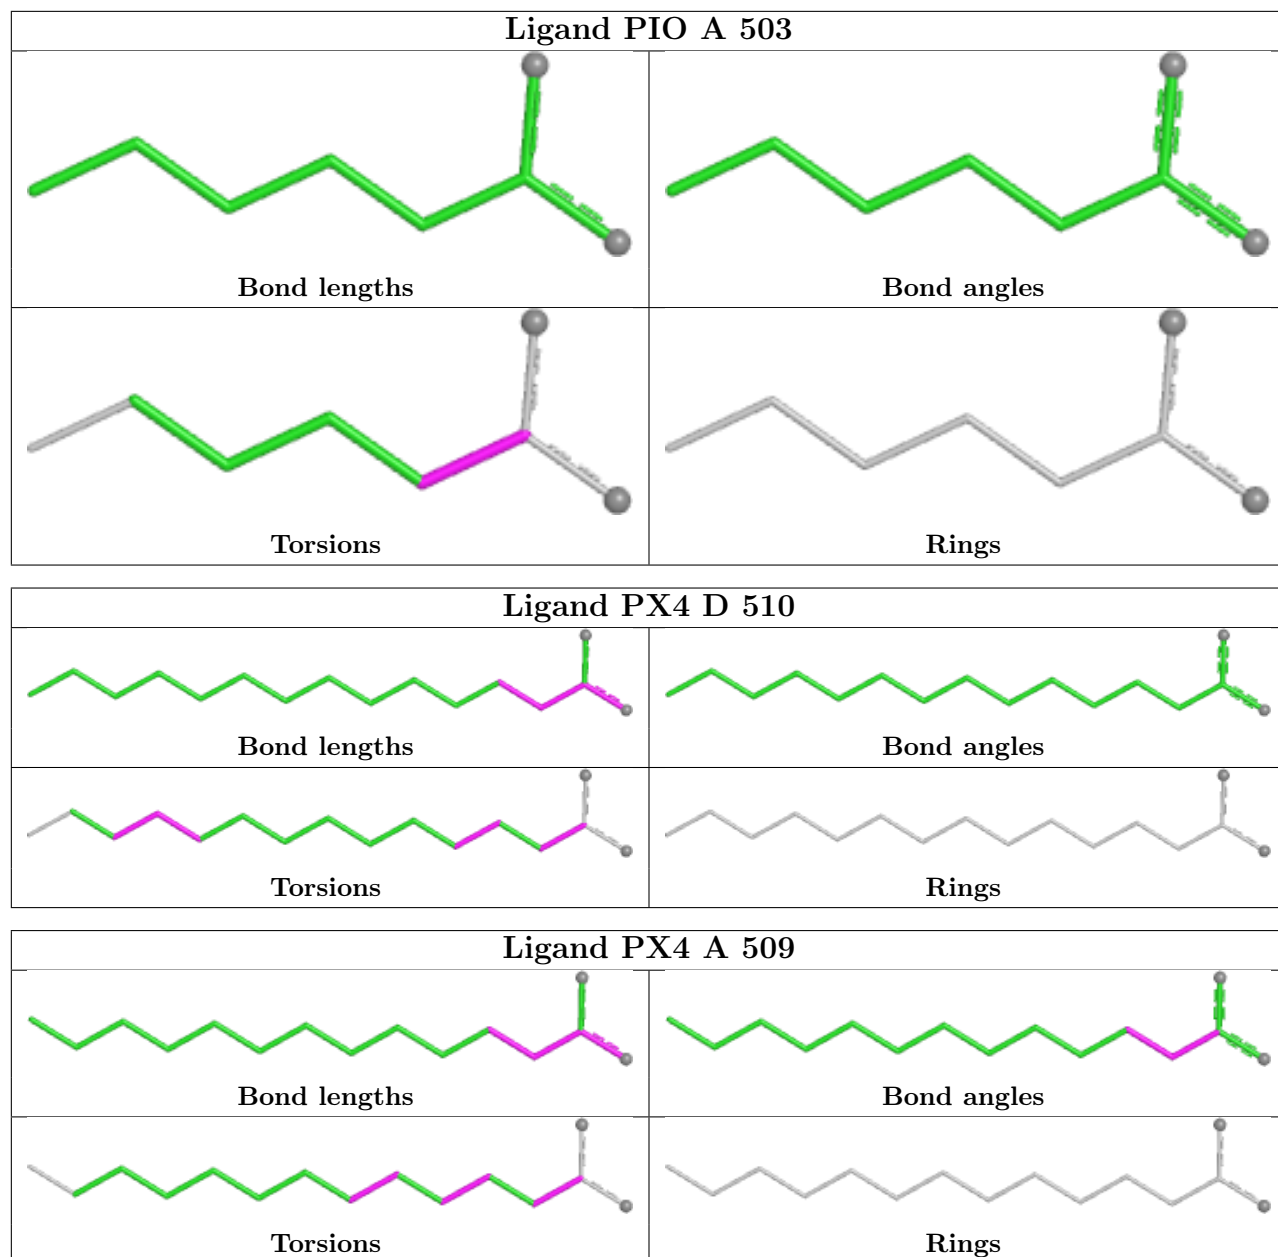 Ligand PIO A 503
Bond lengths
Bond angles
Torsions
Rings
Ligand PX4 D 510
Bond lengths
Bond angles
Torsions
Rings
Ligand PX4 A 509
Bond lengths
Bond angles
Torsions
Rings